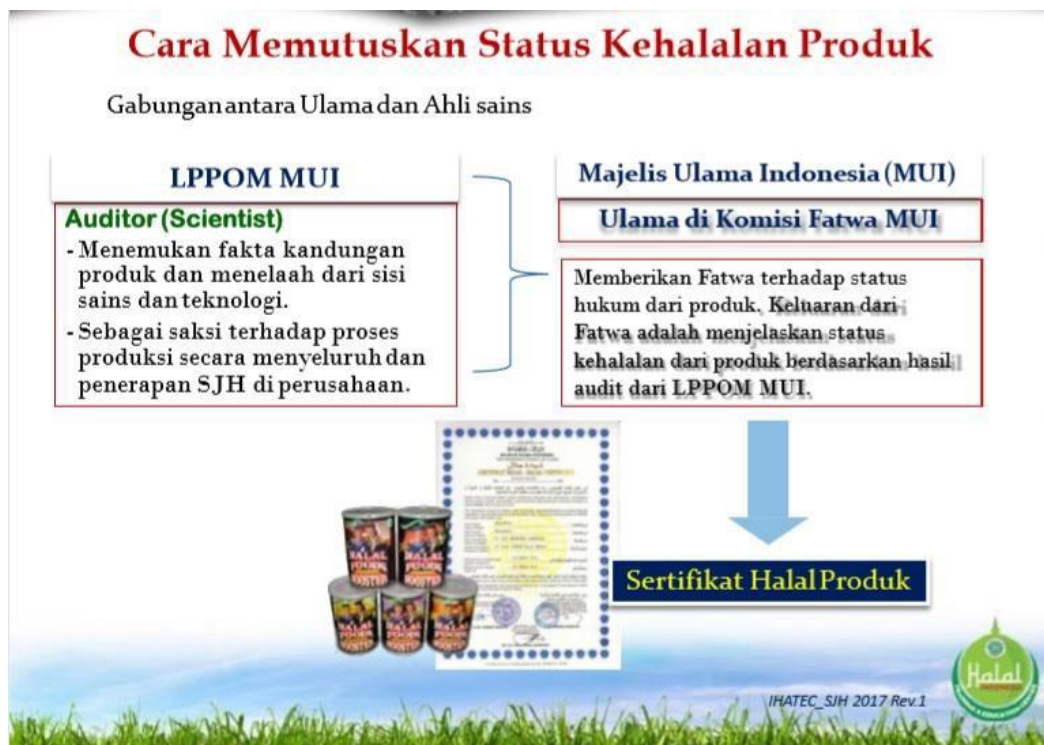 Cara Memutuskan Status Kehalalan Produk
Gabungan antara Ulama dan Ahli sains
LPPOM MUI
Auditor (Scientist)
- Menemukan fakta kandungan
produk dan menelaah dari sisi
sains dan teknologi.
- Sebagai saksi terhadap proses
produksi secara menyeluruh dan
penerapan SJH di perusahaan.
Majelis Ulama Indonesia (MUI)
Ulama di Komisi Fatwa MUI
Memberikan Fatwa terhadap status
hukum dari produk. Keluaran dari
Fatwa adalah menjelaskan status
kehalalan dari produk berdasarkan hasil
audit dari LPPOM MUI.
HALAL
HALAL
HALAL
HALAL
HALAL
Sertifikat Halal Produk
Halal
IHATEC_SJH 2017 Rev.1